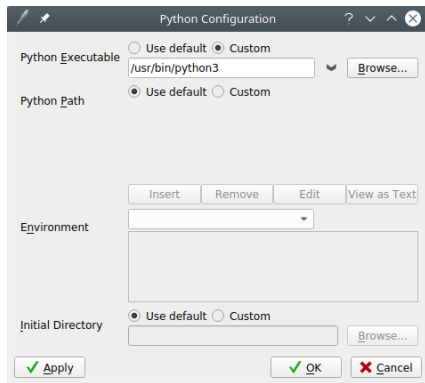 Python Configuration
Python Executable
Use default Custom
/usr/bin/python3
Browse...
Python Path
Use default Custom
Insert Remove Edit View as Text
Environment
Initial Directory
Use default Custom
Browse...
Apply OK Cancel